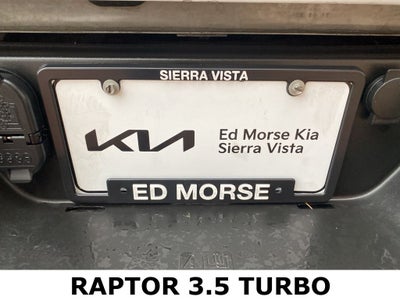 SIERRA VISTA
KIA
Ed Morse Kia
Sierra Vista
ED MORSE
RAPTOR 3.5 TURBO